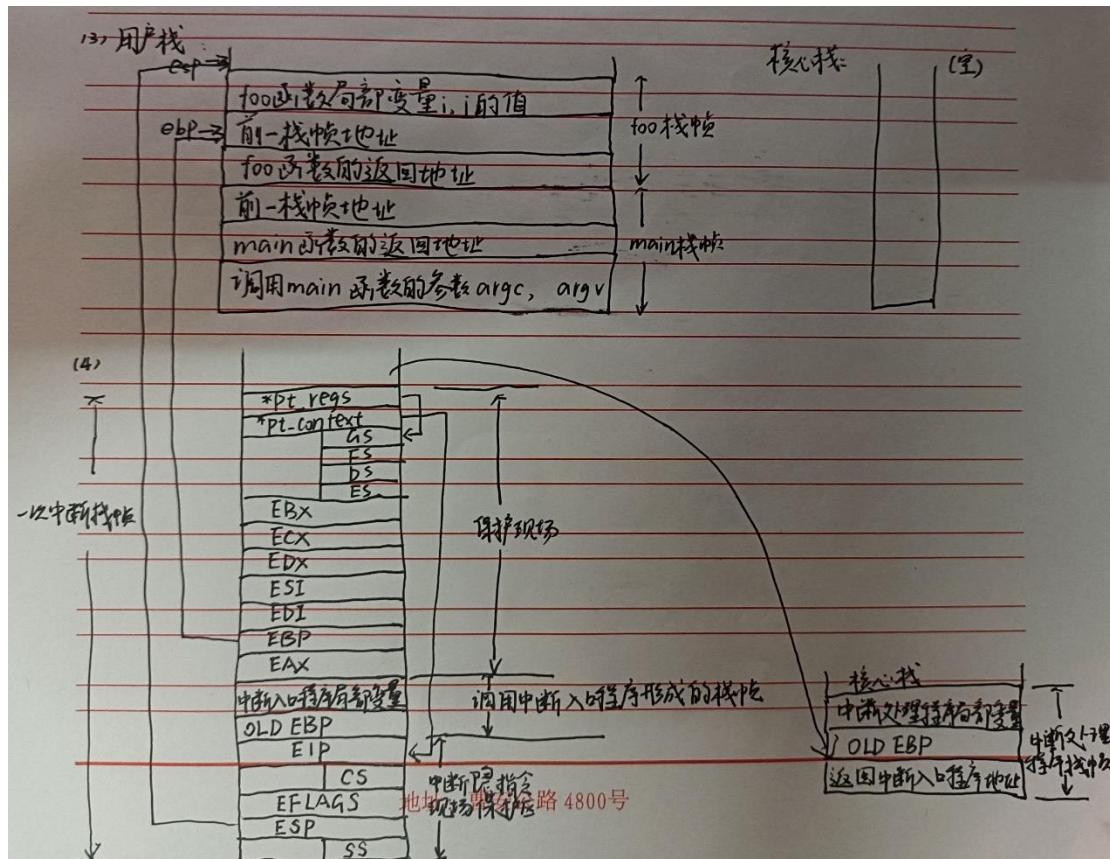 (3) 用户栈:
核心栈:
(空)
esp→
foo函数局部变量i,j的值
ebp→
前一栈帧地址
foo栈帧
foo函数的返回地址
前一栈帧地址
main函数的返回地址
main栈帧
调用main函数的参数argc, argv
(4)
*pt_regs
*pt_context
GS
FS
DS
ES
一次中断栈帧
EBX
保护现场
ECX
EDX
ESI
EDI
EBP
EAX
核心栈
中断入口程序局部变量
调用中断入口程序形成的栈帧
中断处理程序局部变量
OLD EBP
OLD EBP
中断处理
程序栈帧
EIP
返回中断入口程序地址
CS
中断隐指令
EFLAGS
现场保护
路 4800号
ESP
SS